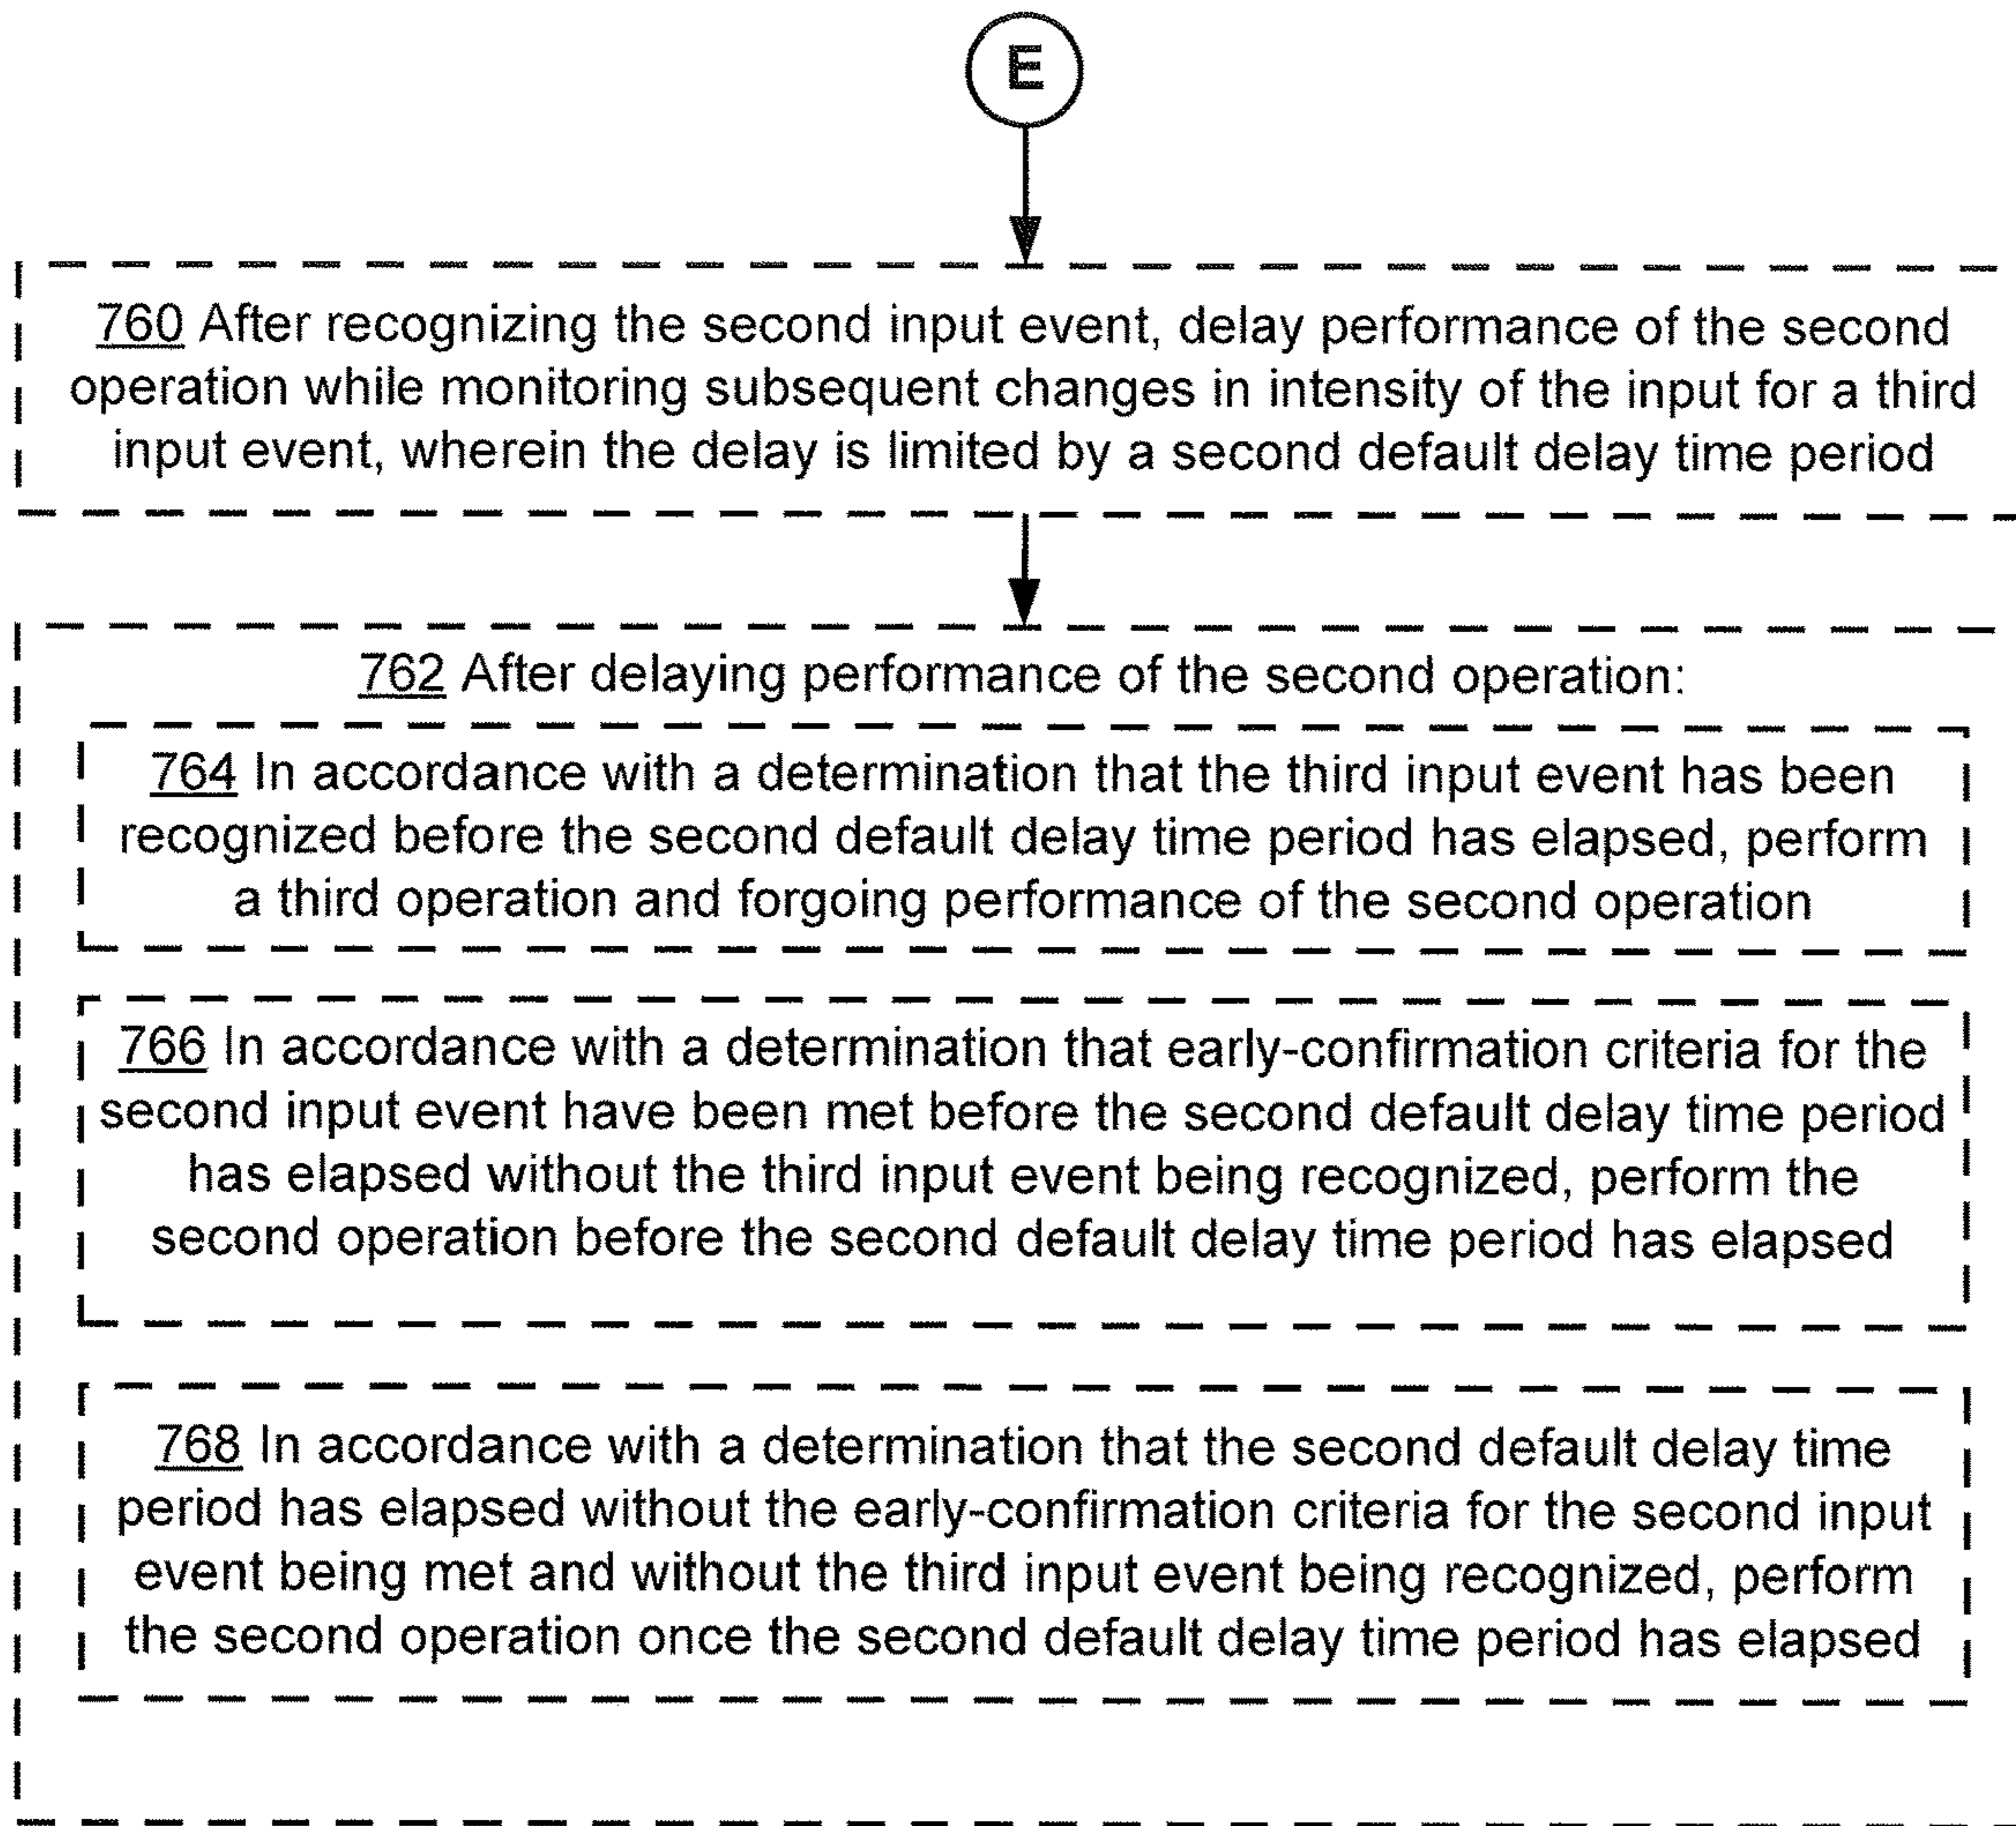 E
760 After recognizing the second input event, delay performance of the second
operation while monitoring subsequent changes in intensity of the input for a third
input event, wherein the delay is limited by a second default delay time period
762 After delaying performance of the second operation:
764 In accordance with a determination that the third input event has been
recognized before the second default delay time period has elapsed, perform
a third operation and forgoing performance of the second operation
766 In accordance with a determination that early-confirmation criteria for the
second input event have been met before the second default delay time period
has elapsed without the third input event being recognized, perform the
second operation before the second default delay time period has elapsed
768 In accordance with a determination that the second default delay time
period has elapsed without the early-confirmation criteria for the second input
event being met and without the third input event being recognized, perform
the second operation once the second default delay time period has elapsed